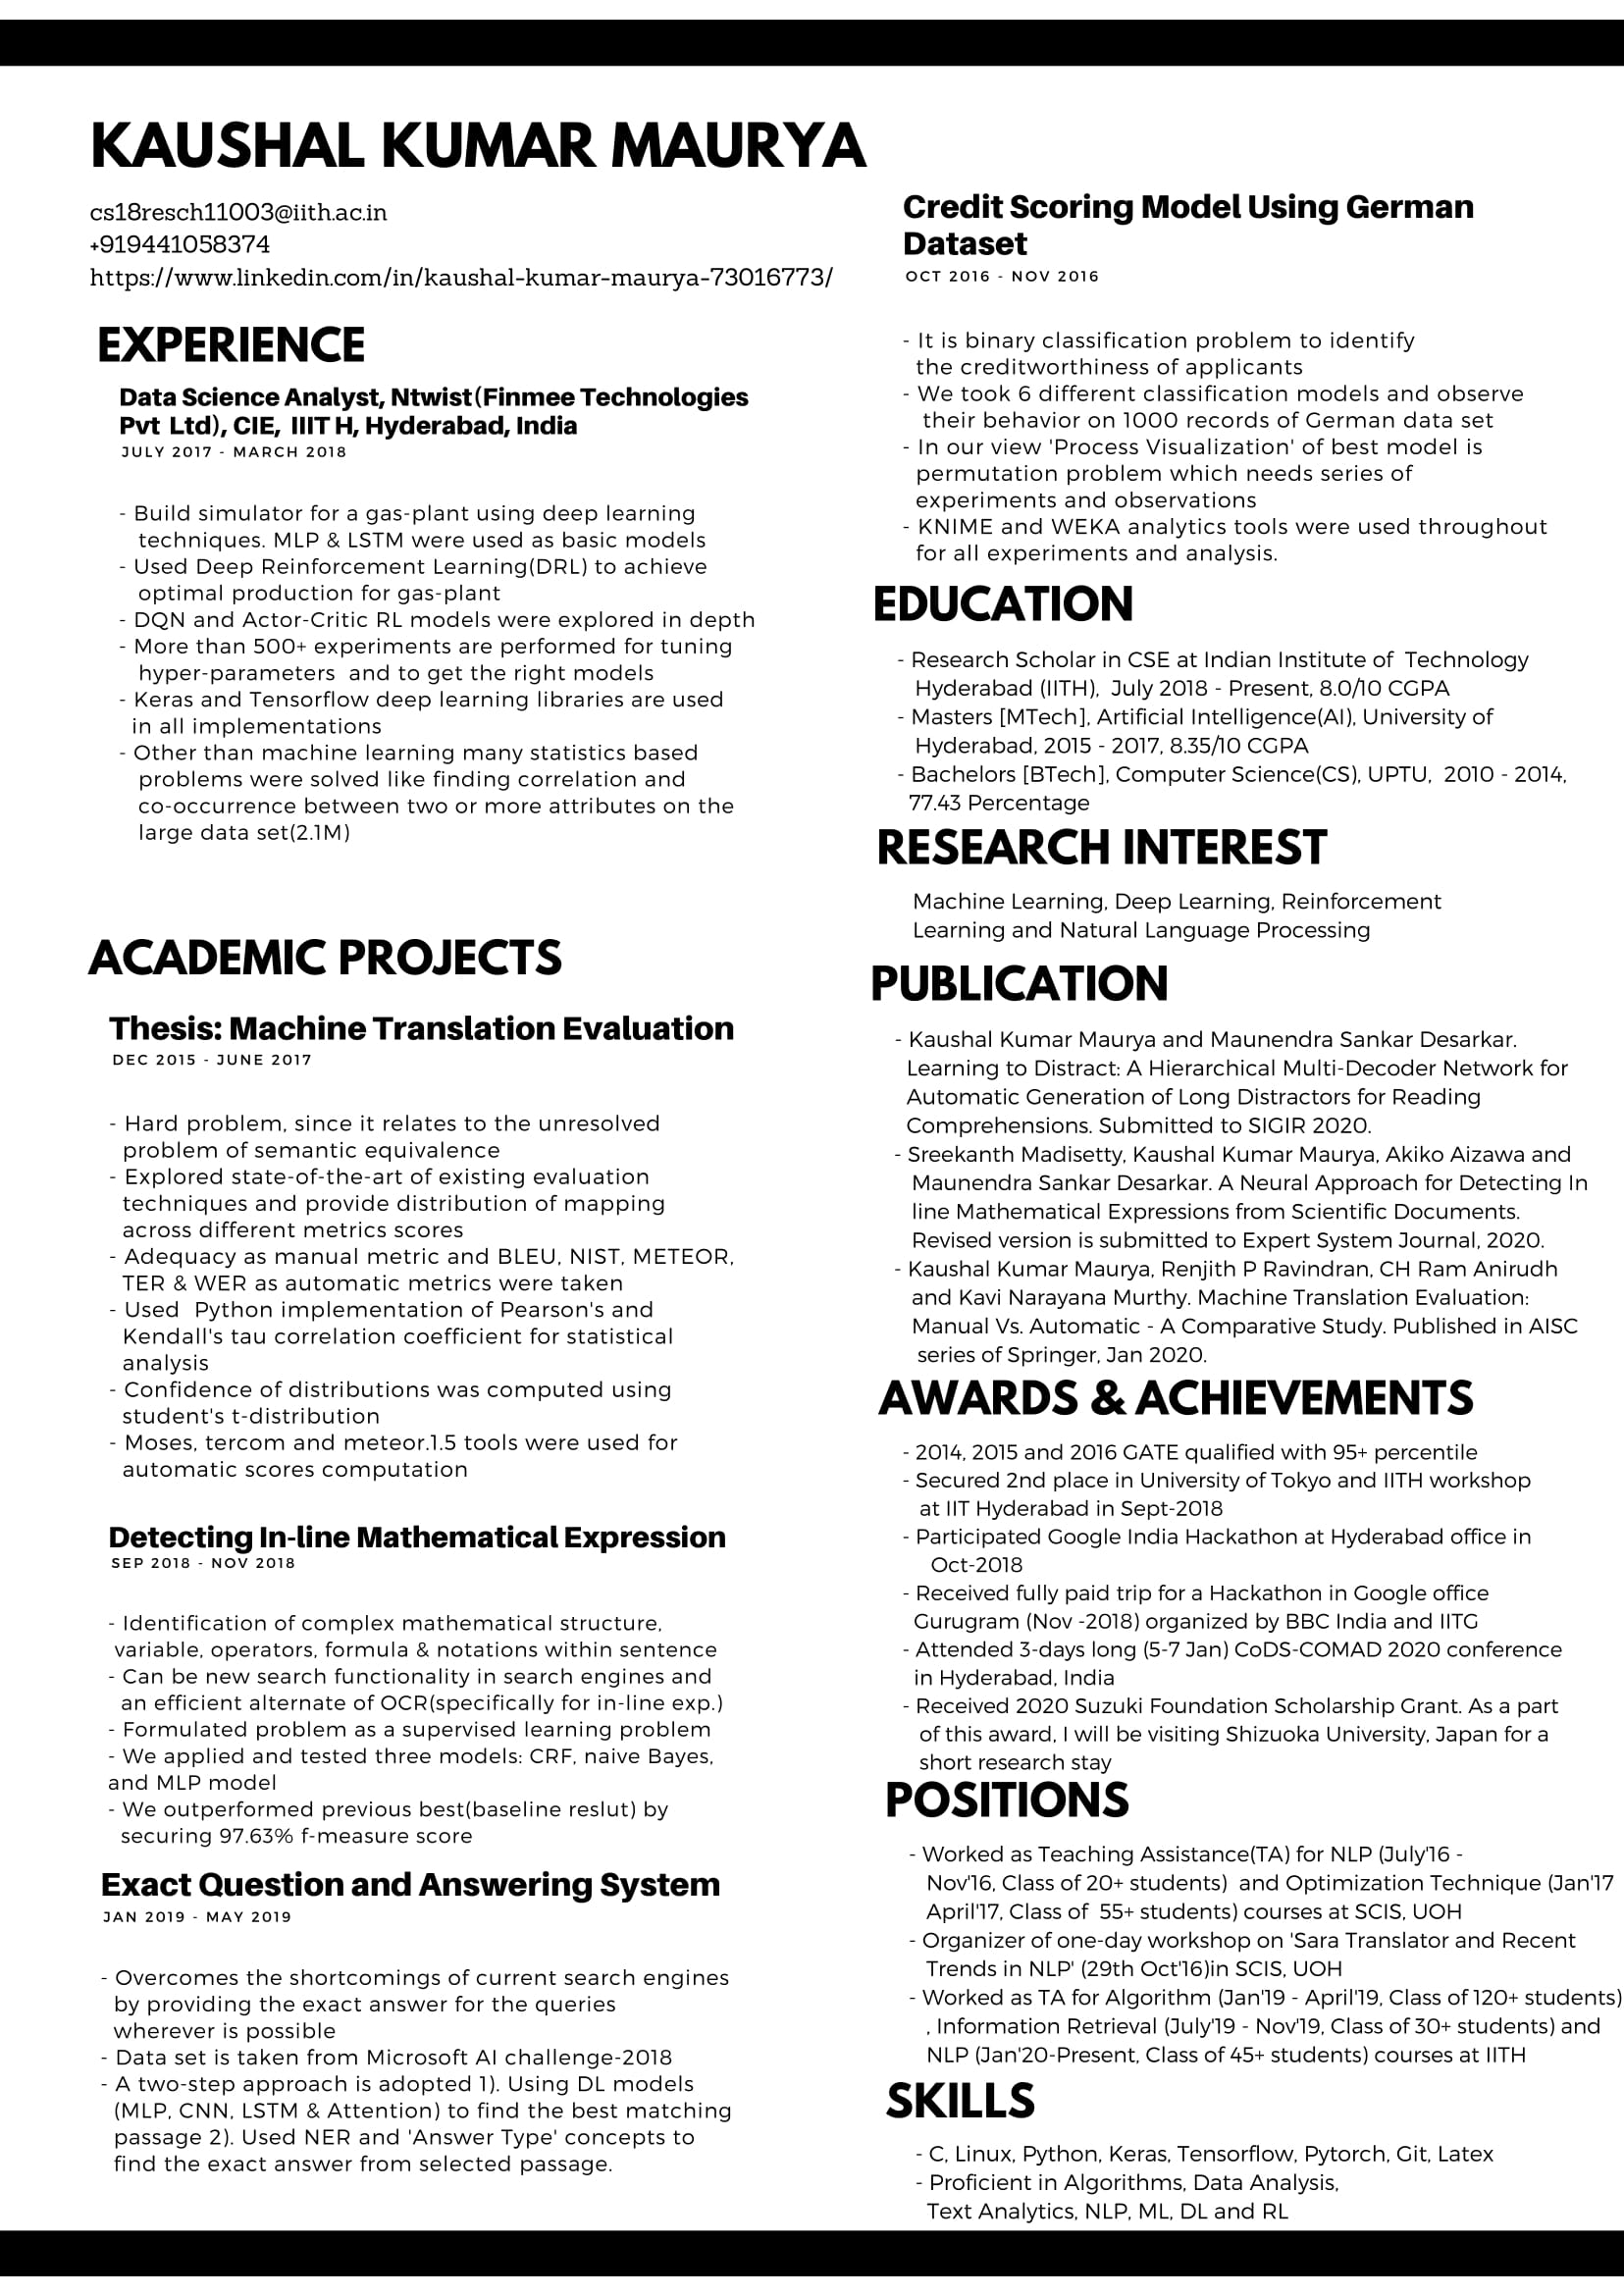 KAUSHAL KUMAR MAURYA
cs18resch11003@iith.ac.in
+919441058374
https://www.linkedin.com/in/kaushal-kumar-maurya-73016773/
EXPERIENCE
Data Science Analyst, Ntwist(Finmee Technologies
Pvt Ltd), CIE, IIIT H, Hyderabad, India
JULY 2017 - MARCH 2018
- Build simulator for a gas-plant using deep learning
techniques. MLP & LSTM were used as basic models
- Used Deep Reinforcement Learning(DRL) to achieve
optimal production for gas-plant
- DQN and Actor-Critic RL models were explored in depth
- More than 500+ experiments are performed for tuning
hyper-parameters and to get the right models
- Keras and Tensorflow deep learning libraries are used
in all implementations
- Other than machine learning many statistics based
problems were solved like finding correlation and
co-occurrence between two or more attributes on the
large data set(2.1M)
ACADEMIC PROJECTS
Thesis: Machine Translation Evaluation
DEC 2015 - JUNE 2017
- Hard problem, since it relates to the unresolved
problem of semantic equivalence
- Explored state-of-the-art of existing evaluation
techniques and provide distribution of mapping
across different metrics scores
- Adequacy as manual metric and BLEU, NIST, METEOR,
TER & WER as automatic metrics were taken
- Used Python implementation of Pearson's and
Kendall's tau correlation coefficient for statistical
analysis
- Confidence of distributions was computed using
student's t-distribution
- Moses, tercom and meteor.1.5 tools were used for
automatic scores computation
Detecting In-line Mathematical Expression
SEP 2018 - NOV 2018
- Identification of complex mathematical structure,
variable, operators, formula & notations within sentence
- Can be new search functionality in search engines and
an efficient alternate of OCR(specifically for in-line exp.)
- Formulated problem as a supervised learning problem
- We applied and tested three models: CRF, naive Bayes,
and MLP model
- We outperformed previous best(baseline reslut) by
securing 97.63% f-measure score
Exact Question and Answering System
JAN 2019 - MAY 2019
- Overcomes the shortcomings of current search engines
by providing the exact answer for the queries
wherever is possible
- Data set is taken from Microsoft AI challenge-2018
- A two-step approach is adopted 1). Using DL models
(MLP, CNN, LSTM & Attention) to find the best matching
passage 2). Used NER and 'Answer Type' concepts to
find the exact answer from selected passage.
Credit Scoring Model Using German
Dataset
OCT 2016 - NOV 2016
- It is binary classification problem to identify
the creditworthiness of applicants
- We took 6 different classification models and observe
their behavior on 1000 records of German data set
- In our view 'Process Visualization' of best model is
permutation problem which needs series of
experiments and observations
- KNIME and WEKA analytics tools were used throughout
for all experiments and analysis.
EDUCATION
- Research Scholar in CSE at Indian Institute of Technology
Hyderabad (IITH), July 2018 - Present, 8.0/10 CGPA
- Masters [MTech], Artificial Intelligence(AI), University of
Hyderabad, 2015 - 2017, 8.35/10 CGPA
- Bachelors [BTech], Computer Science(CS), UPTU, 2010 - 2014,
77.43 Percentage
RESEARCH INTEREST
Machine Learning, Deep Learning, Reinforcement
Learning and Natural Language Processing
PUBLICATION
- Kaushal Kumar Maurya and Maunendra Sankar Desarkar.
Learning to Distract: A Hierarchical Multi-Decoder Network for
Automatic Generation of Long Distractors for Reading
Comprehensions. Submitted to SIGIR 2020.
- Sreekanth Madisetty, Kaushal Kumar Maurya, Akiko Aizawa and
Maunendra Sankar Desarkar. A Neural Approach for Detecting In
line Mathematical Expressions from Scientific Documents.
Revised version is submitted to Expert System Journal, 2020.
- Kaushal Kumar Maurya, Renjith P Ravindran, CH Ram Anirudh
and Kavi Narayana Murthy. Machine Translation Evaluation:
Manual Vs. Automatic - A Comparative Study. Published in AISC
series of Springer, Jan 2020.
AWARDS & ACHIEVEMENTS
- 2014, 2015 and 2016 GATE qualified with 95+ percentile
- Secured 2nd place in University of Tokyo and IITH workshop
at IIT Hyderabad in Sept-2018
- Participated Google India Hackathon at Hyderabad office in
Oct-2018
- Received fully paid trip for a Hackathon in Google office
Gurugram (Nov -2018) organized by BBC India and IITG
- Attended 3-days long (5-7 Jan) CoDS-COMAD 2020 conference
in Hyderabad, India
- Received 2020 Suzuki Foundation Scholarship Grant. As a part
of this award, I will be visiting Shizuoka University, Japan for a
short research stay
POSITIONS
- Worked as Teaching Assistance(TA) for NLP (July'16 -
Nov'16, Class of 20+ students) and Optimization Technique (Jan'17
April'17, Class of 55+ students) courses at SCIS, UOH
- Organizer of one-day workshop on 'Sara Translator and Recent
Trends in NLP' (29th Oct'16)in SCIS, UOH
- Worked as TA for Algorithm (Jan'19 - April'19, Class of 120+ students)
, Information Retrieval (July'19 - Nov'19, Class of 30+ students) and
NLP (Jan'20-Present, Class of 45+ students) courses at IITH
SKILLS
- C, Linux, Python, Keras, Tensorflow, Pytorch, Git, Latex
- Proficient in Algorithms, Data Analysis,
Text Analytics, NLP, ML, DL and RL